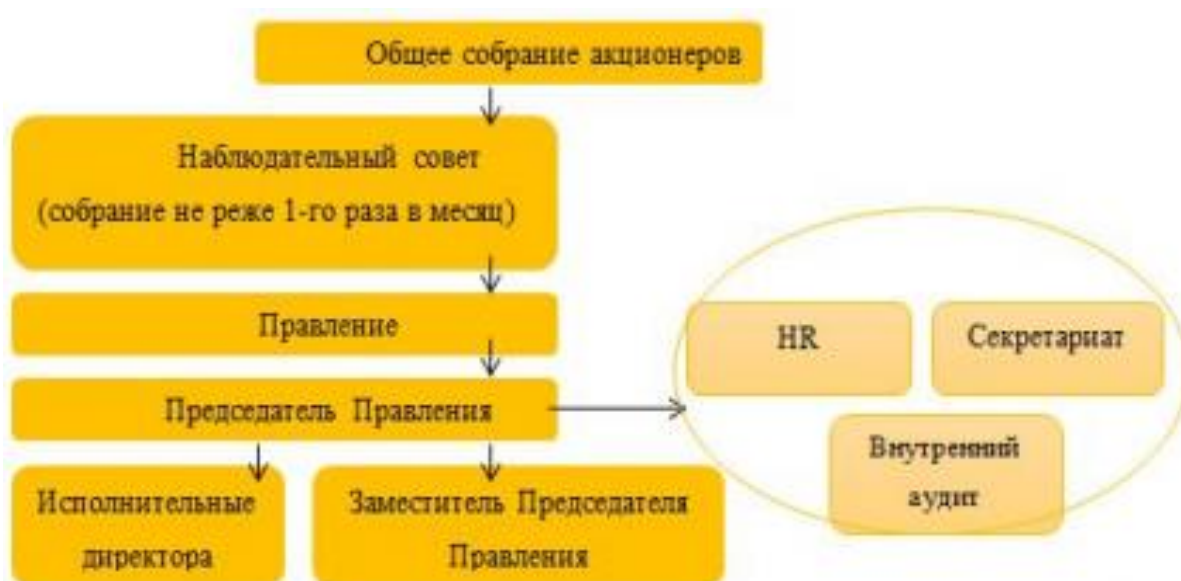 Общее собрание акционеров
Наблюдательный совет
(собрание не реже 1-го раза в месяц)
Правление
Председатель Правления
Исполнительные
директора
Заместитель Председателя
Правления
HR
Секретариат
Внутренний
аудит